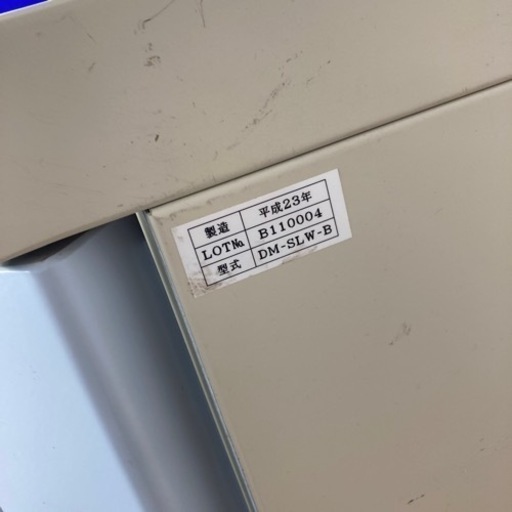 製造 平成23年
LOT№ B110004
型式 DM-SLW-B